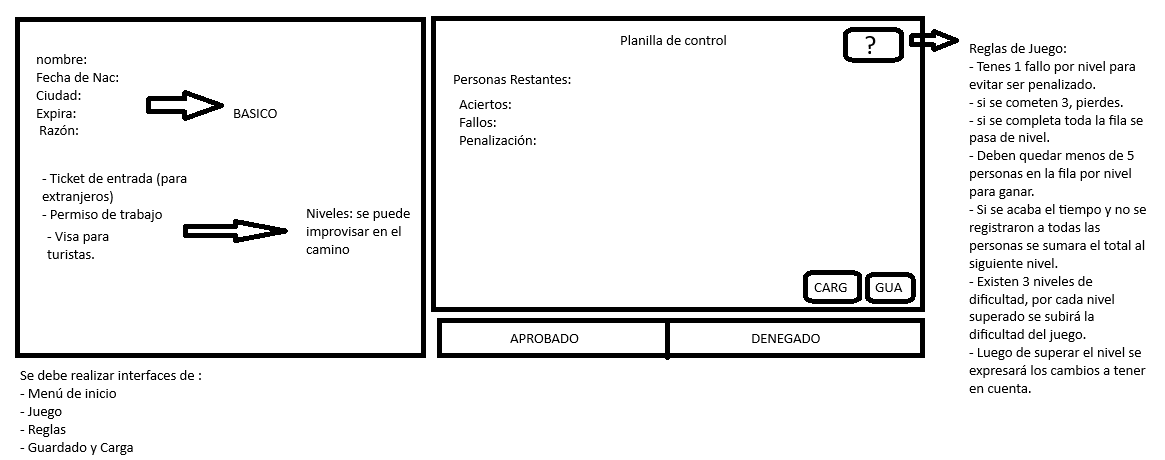 nombre:
Fecha de Nac:
Ciudad:
Expira:
Razón:
BASICO
- Ticket de entrada (para
extranjeros)
- Permiso de trabajo
- Visa para
turistas.
Niveles: se puede
improvisar en el
camino
Planilla de control
?
Personas Restantes:
Aciertos:
Fallos:
Penalización:
CARG
GUA
APROBADO
DENEGADO
Reglas de Juego:
- Tenes 1 fallo por nivel para
evitar ser penalizado.
- si se cometen 3, pierdes.
- si se completa toda la fila se
pasa de nivel.
- Deben quedar menos de 5
personas en la fila por nivel
para ganar.
- Si se acaba el tiempo y no se
registraron a todas las
personas se sumara el total al
siguiente nivel.
- Existen 3 niveles de
dificultad, por cada nivel
superado se subirá la
dificultad del juego.
- Luego de superar el nivel se
expresará los cambios a tener
en cuenta.
Se debe realizar interfaces de :
- Menú de inicio
- Juego
- Reglas
- Guardado y Carga